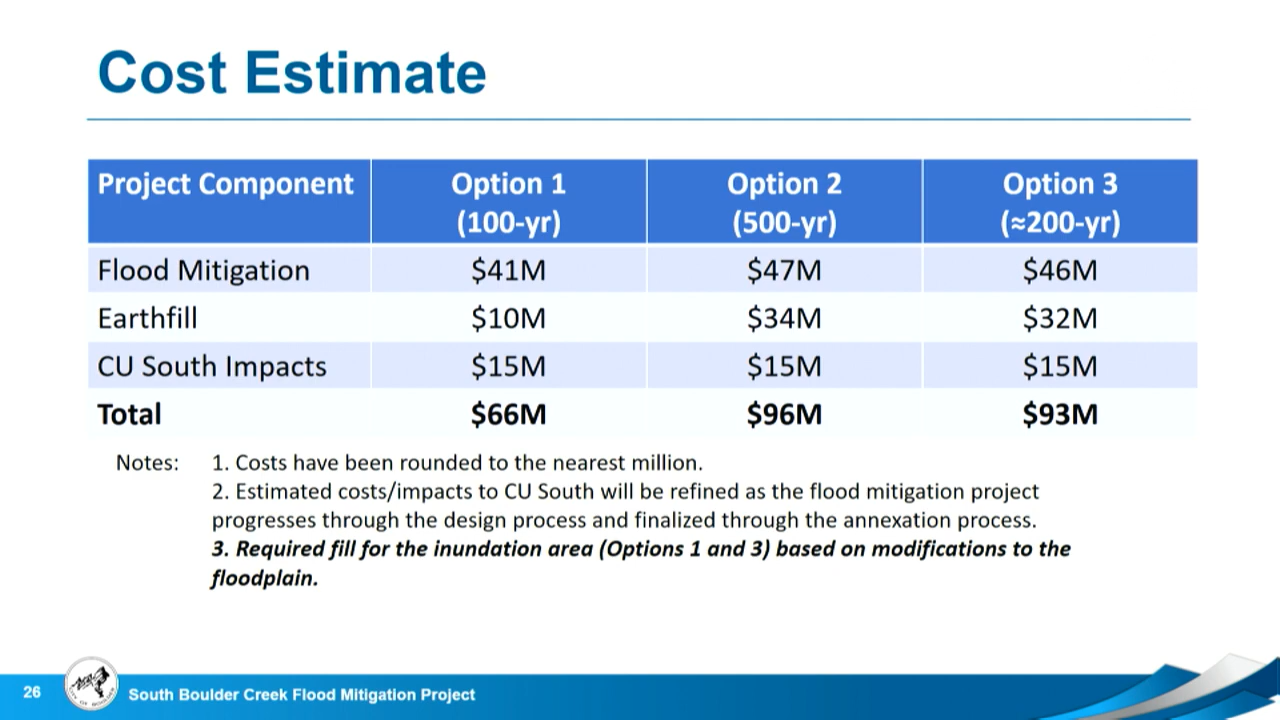 Cost Estimate
Project Component Option 1 (100-yr) Option 2 (500-yr) Option 3 (≈200-yr)
Flood Mitigation $41M $47M $46M
Earthfill $10M $34M $32M
CU South Impacts $15M $15M $15M
Total $66M $96M $93M
Notes: 1. Costs have been rounded to the nearest million.
2. Estimated costs/impacts to CU South will be refined as the flood mitigation project
progresses through the design process and finalized through the annexation process.
3. Required fill for the inundation area (Options 1 and 3) based on modifications to the
floodplain.
26
South Boulder Creek Flood Mitigation Project